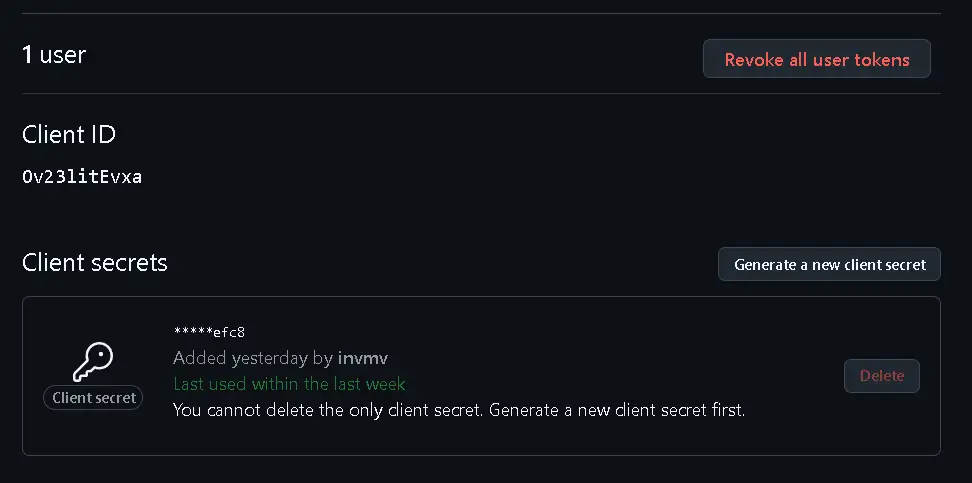 1 user
Revoke all user tokens
Client ID
Ov23litEvxa
Client secrets
Generate a new client secret
*****efc8
Added yesterday by invmv
Last used within the last week
You cannot delete the only client secret. Generate a new client secret first.
Client secret
Delete